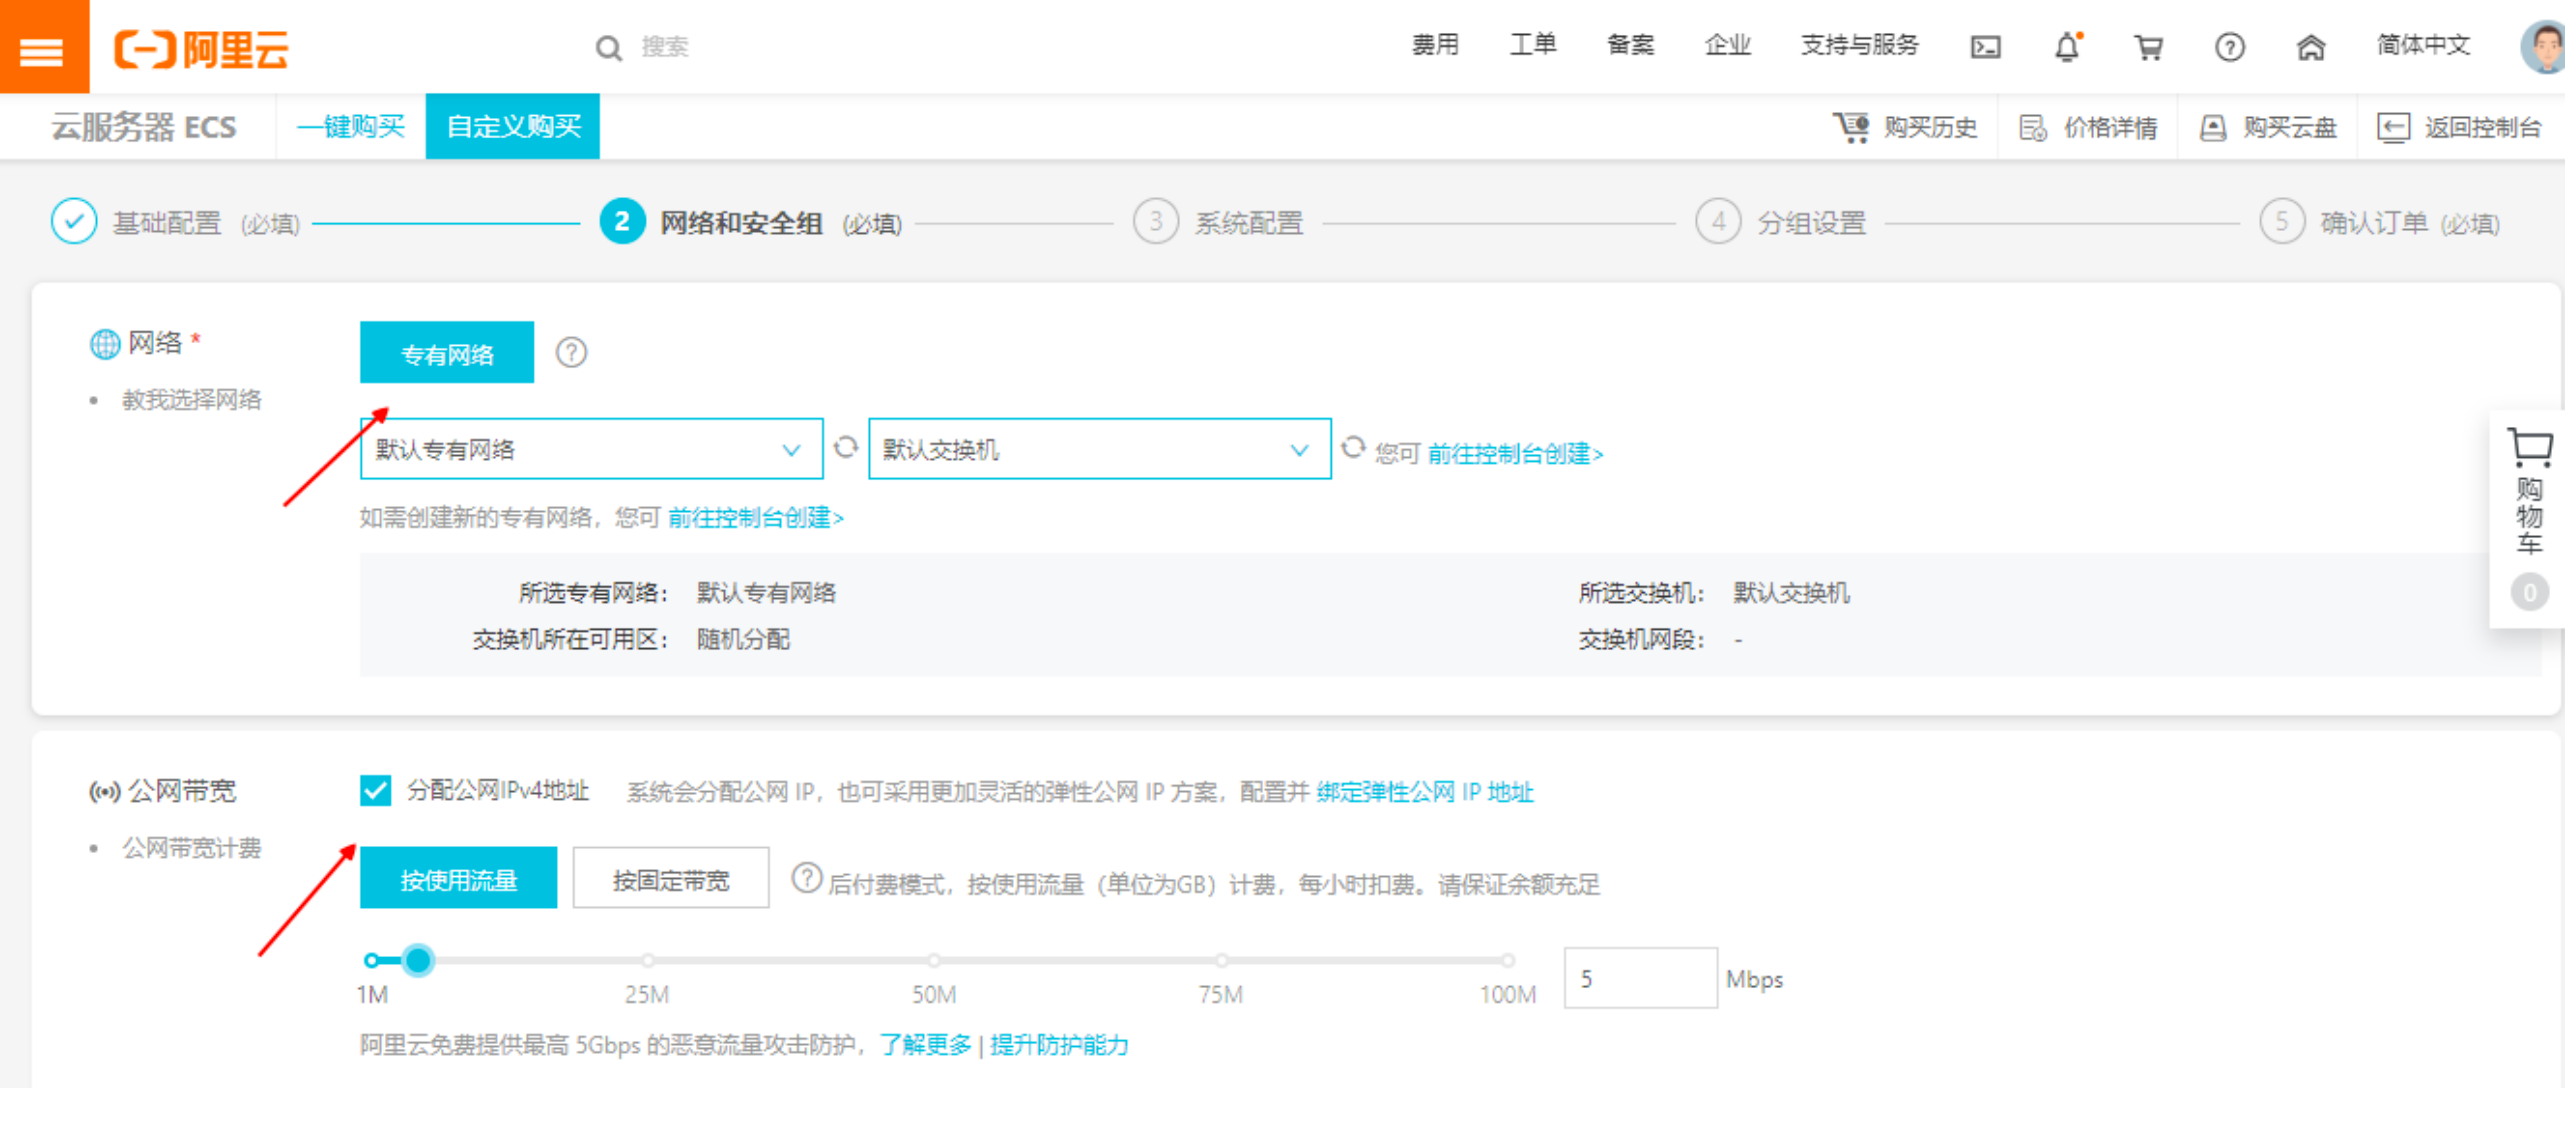 阿里云 搜索 费用 工单 备案 企业 支持与服务 简体中文
云服务器 ECS 一键购买 自定义购买 购买历史 价格详情 购买云盘 返回控制台
基础配置 (必填) 2 网络和安全组 (必填) 3 系统配置 4 分组设置 5 确认订单 (必填)
网络 * 专有网络
教我选择网络
默认专有网络 默认交换机 您可 前往控制台创建>
如需创建新的专有网络，您可 前往控制台创建>
所选专有网络： 默认专有网络 所选交换机： 默认交换机
交换机所在可用区： 随机分配 交换机网段： -
购物车
0
公网带宽 分配公网IPv4地址 系统会分配公网 IP，也可采用更加灵活的弹性公网 IP 方案，配置并 绑定弹性公网 IP 地址
公网带宽计费
按使用流量 按固定带宽 后付费模式，按使用流量（单位为GB）计费，每小时扣费。请保证余额充足
5 Mbps
1M 25M 50M 75M 100M
阿里云免费提供最高 5Gbps 的恶意流量攻击防护，了解更多 | 提升防护能力